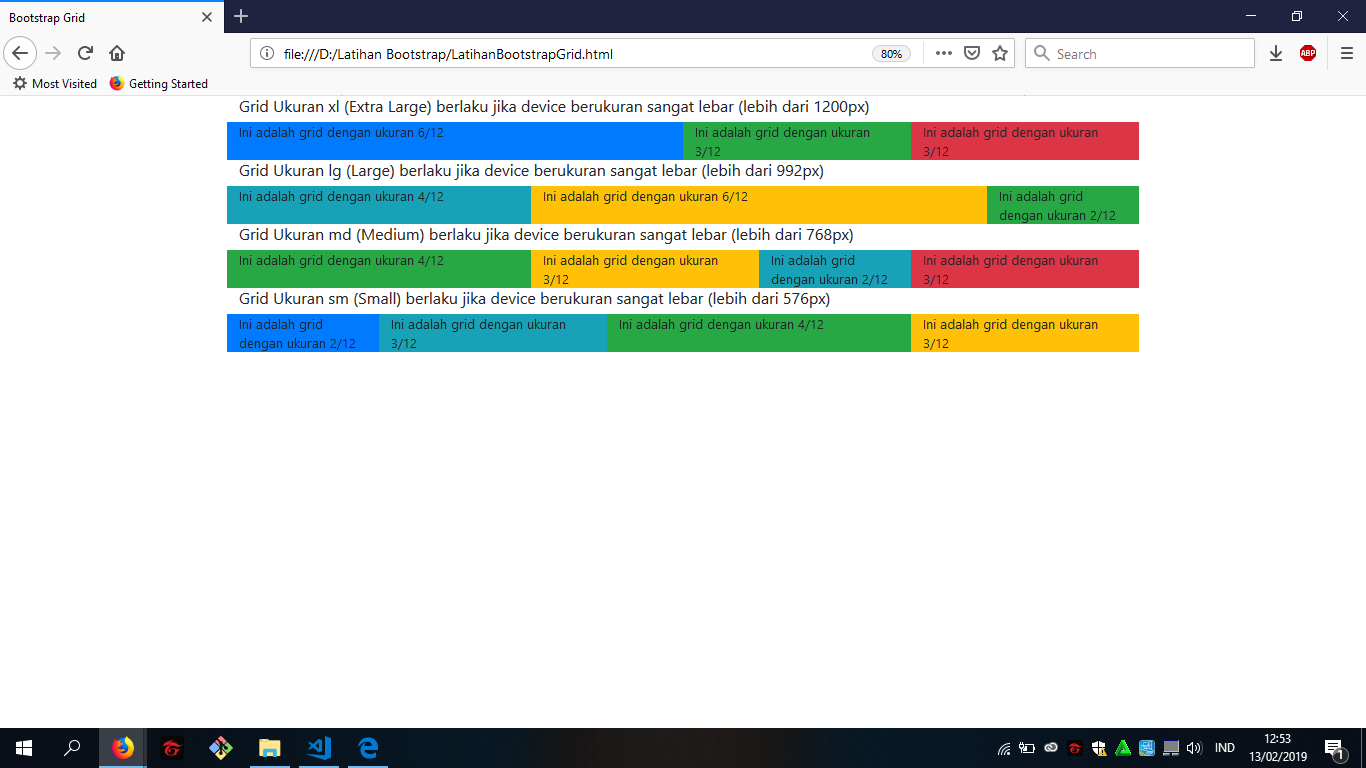 Bootstrap Grid
file:///D:/Latihan Bootstrap/LatihanBootstrapGrid.html
80%
Search
ABP
Most Visited
Getting Started
Grid Ukuran xl (Extra Large) berlaku jika device berukuran sangat lebar (lebih dari 1200px)
Ini adalah grid dengan ukuran 6/12
Ini adalah grid dengan ukuran
3/12
Ini adalah grid dengan ukuran
3/12
Grid Ukuran lg (Large) berlaku jika device berukuran sangat lebar (lebih dari 992px)
Ini adalah grid dengan ukuran 4/12
Ini adalah grid dengan ukuran 6/12
Ini adalah grid
dengan ukuran 2/12
Grid Ukuran md (Medium) berlaku jika device berukuran sangat lebar (lebih dari 768px)
Ini adalah grid dengan ukuran 4/12
Ini adalah grid dengan ukuran
3/12
Ini adalah grid
dengan ukuran 2/12
Ini adalah grid dengan ukuran
3/12
Grid Ukuran sm (Small) berlaku jika device berukuran sangat lebar (lebih dari 576px)
Ini adalah grid
dengan ukuran 2/12
Ini adalah grid dengan ukuran
3/12
Ini adalah grid dengan ukuran 4/12
Ini adalah grid dengan ukuran
3/12
IND
12:53
13/02/2019
1